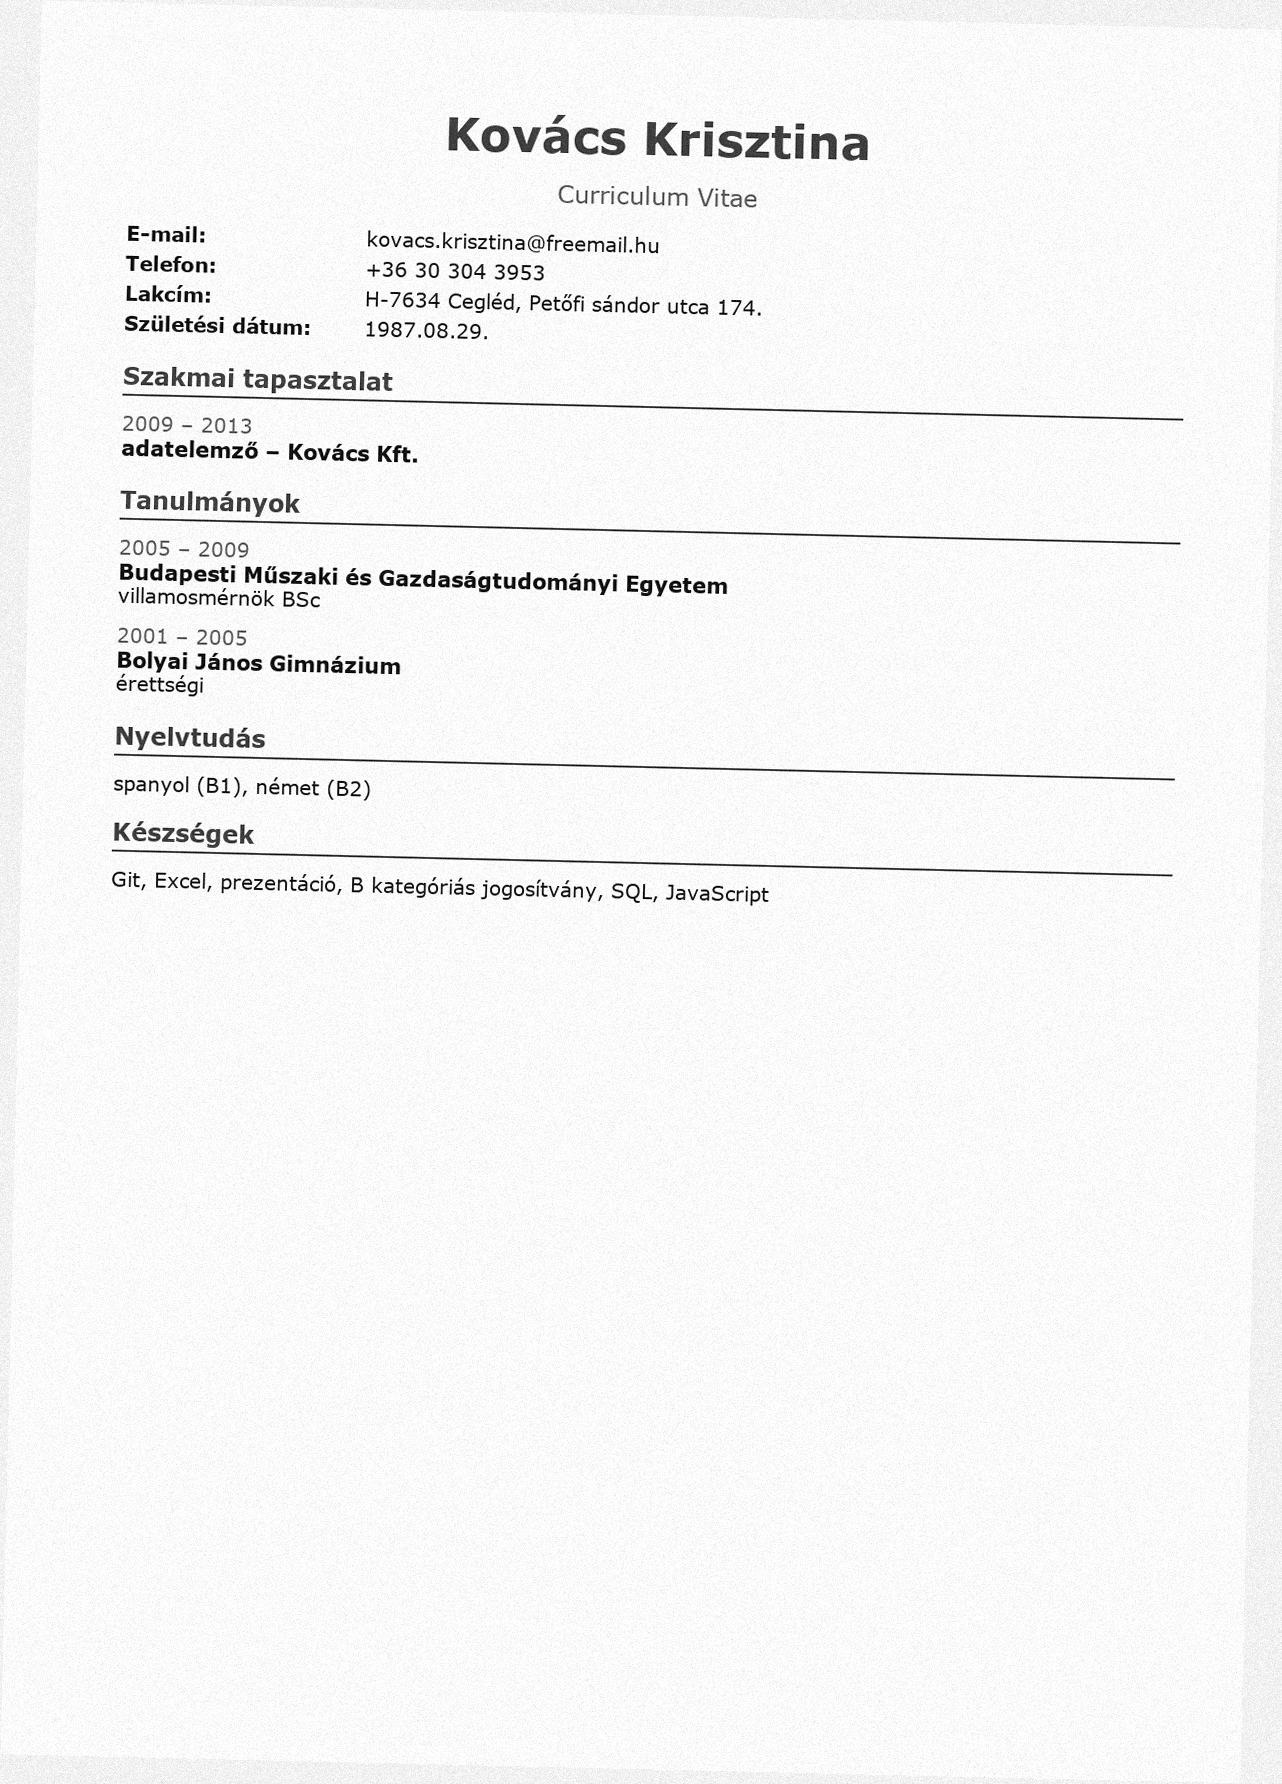 Kovács Krisztina
Curriculum Vitae
E-mail: kovacs.krisztina@freemail.hu
Telefon: +36 30 304 3953
Lakcím: H-7634 Cegléd, Petőfi sándor utca 174.
Születési dátum: 1987.08.29.
Szakmai tapasztalat
2009 – 2013
adatelemző – Kovács Kft.
Tanulmányok
2005 – 2009
Budapesti Műszaki és Gazdaságtudományi Egyetem
villamosmérnök BSc
2001 – 2005
Bolyai János Gimnázium
érettségi
Nyelvtudás
spanyol (B1), német (B2)
Készségek
Git, Excel, prezentáció, B kategóriás jogosítvány, SQL, JavaScript